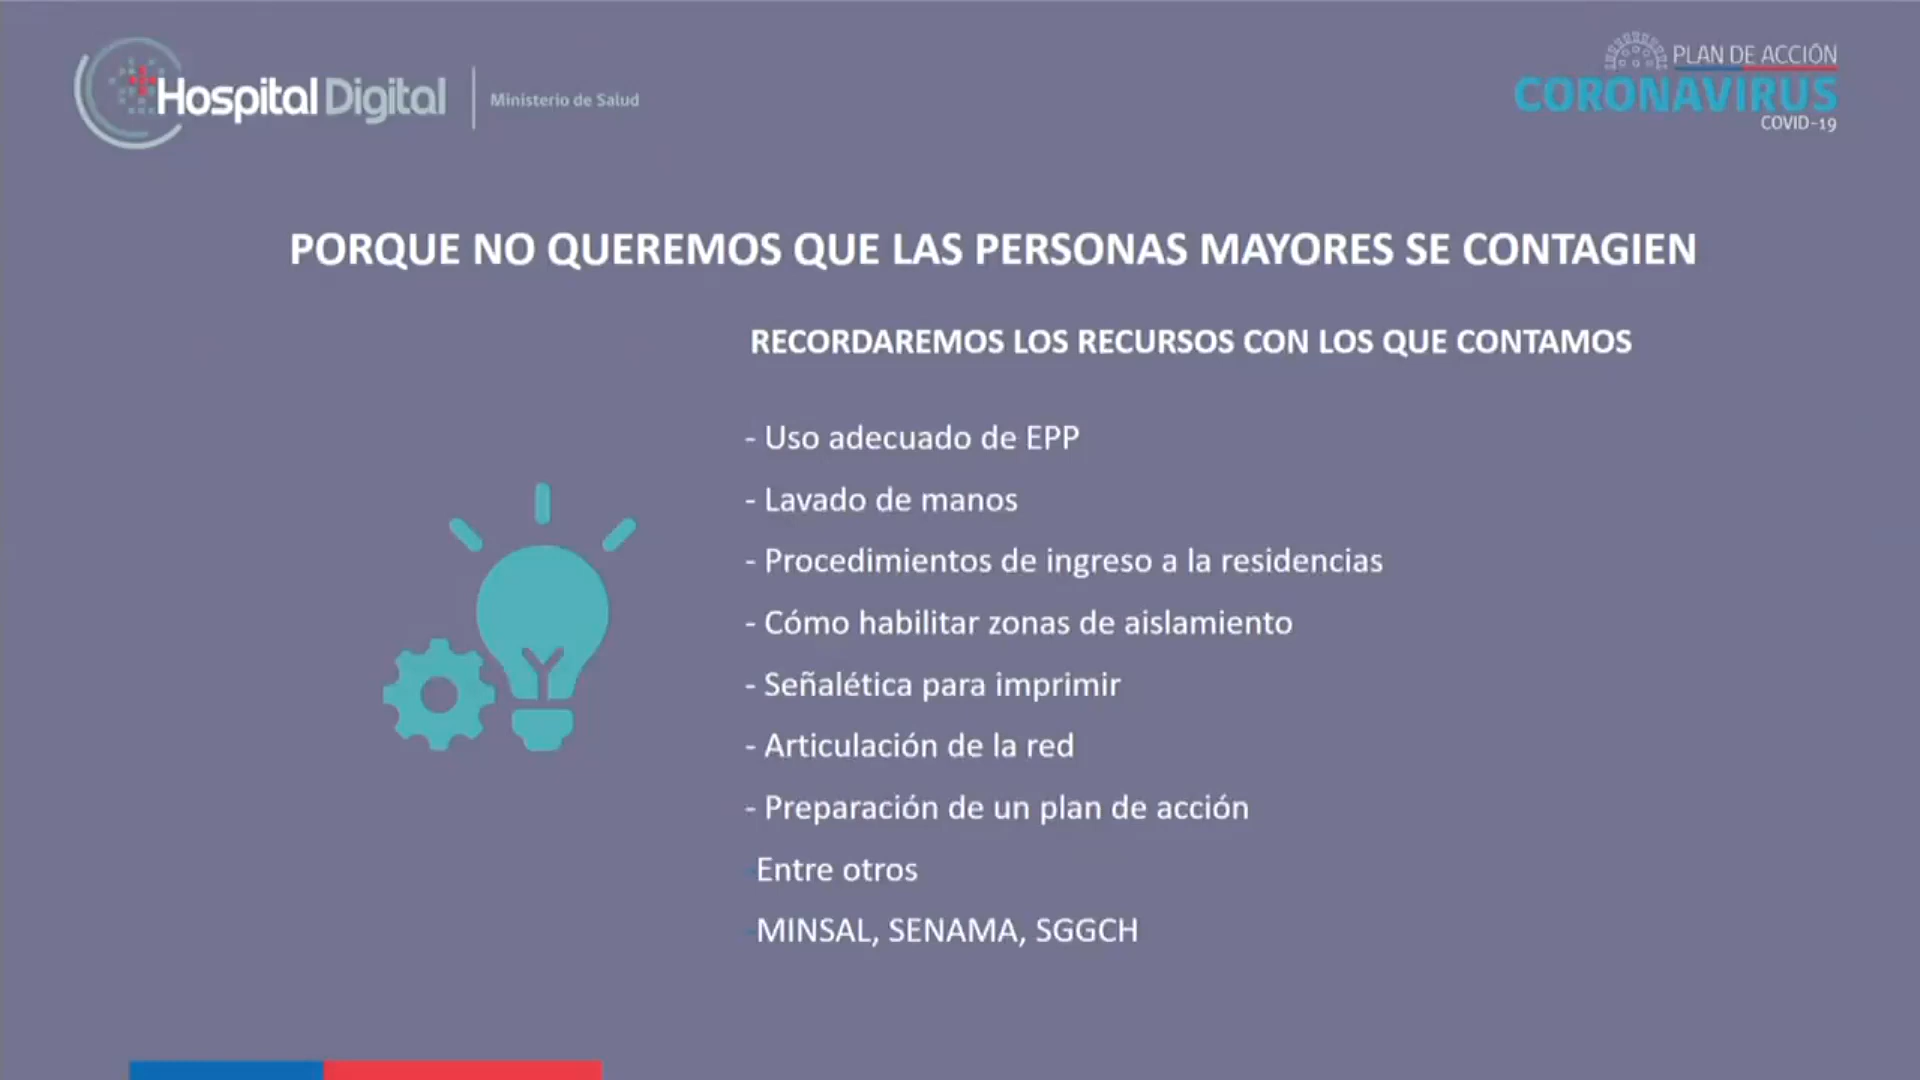 Hospital Digital
Ministerio de Salud
PLAN DE ACCIÓN
CORONAVIRUS
COVID-19
PORQUE NO QUEREMOS QUE LAS PERSONAS MAYORES SE CONTAGIEN
RECORDAREMOS LOS RECURSOS CON LOS QUE CONTAMOS
- Uso adecuado de EPP
- Lavado de manos
- Procedimientos de ingreso a la residencias
- Cómo habilitar zonas de aislamiento
- Señalética para imprimir
- Articulación de la red
- Preparación de un plan de acción
-Entre otros
-MINSAL, SENAMA, SGGCH